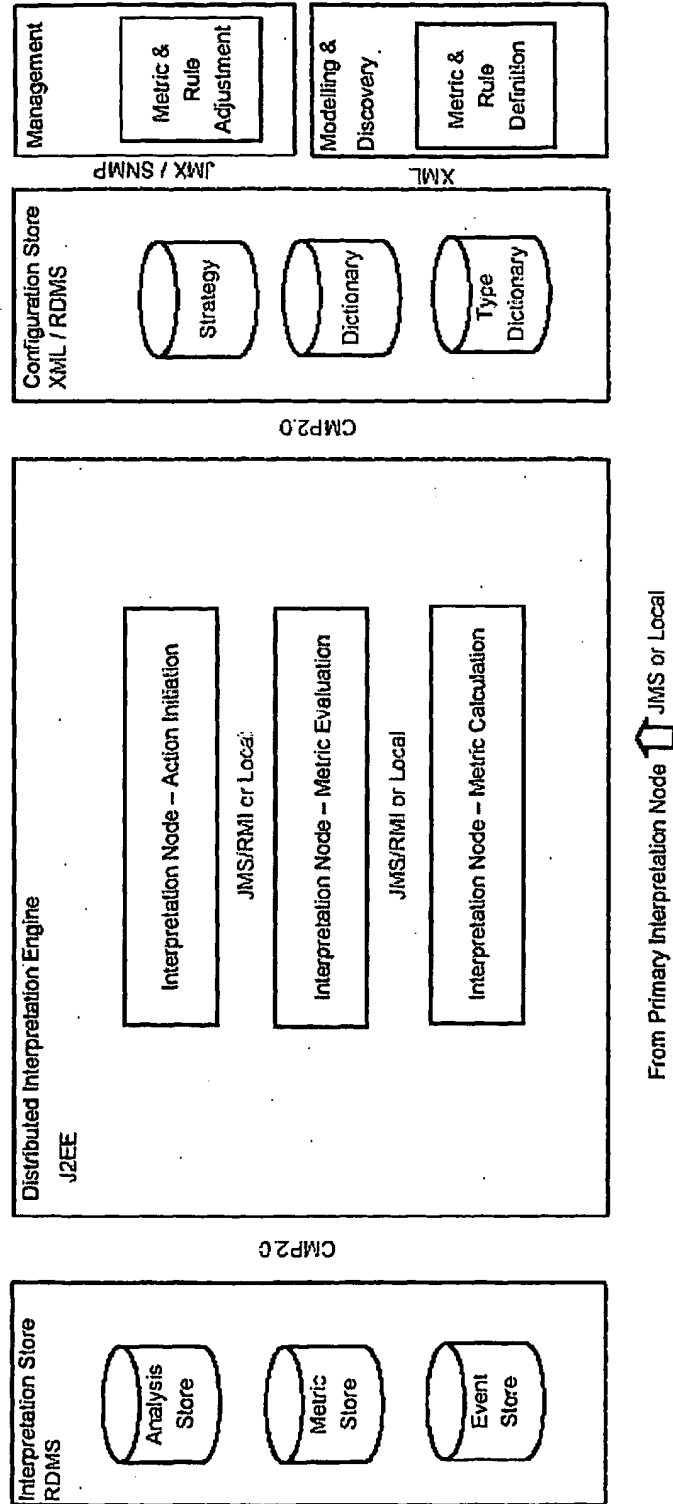 Interpretation Store
RDMS
Analysis
Store
Metric
Store
Event
Store
CMP2.0
Distributed Interpretation Engine
J2EE
Interpretation Node – Action Initiation
JMS/RMI or Local
Interpretation Node – Metric Evaluation
JMS/RMI or Local
Interpretation Node – Metric Calculation
From Primary Interpretation Node
JMS or Local
CMP2.0
Configuration Store
XML / RDMS
Strategy
Dictionary
Type
Dictionary
JMX / SNMP
Management
Metric &
Rule
Adjustment
XML
Modelling &
Discovery
Metric &
Rule
Definition